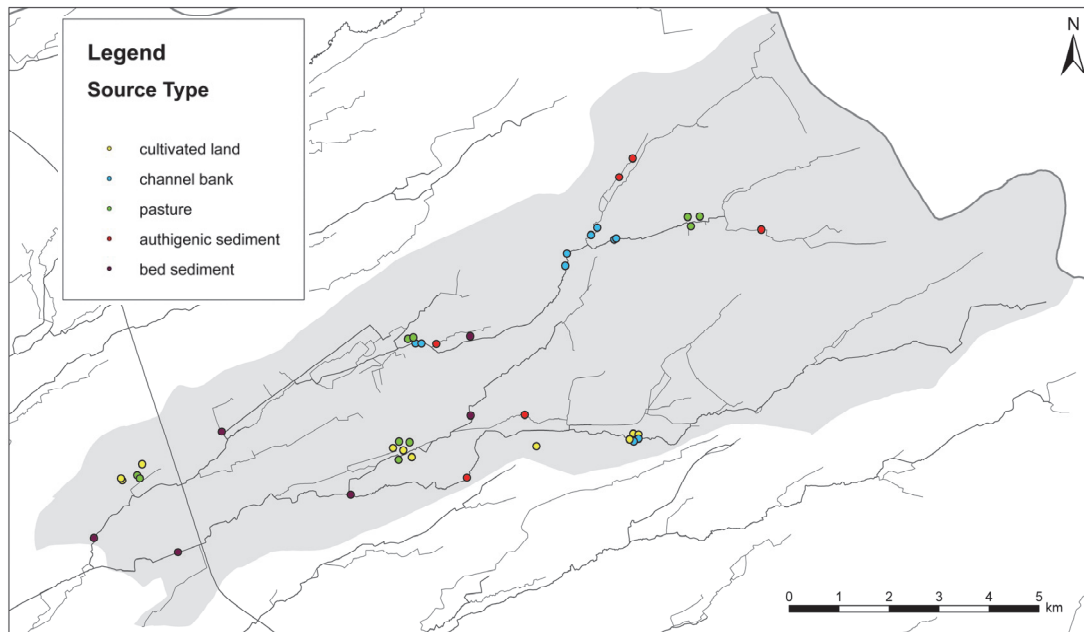 Legend
Source Type
cultivated land
channel bank
pasture
authigenic sediment
bed sediment
N
0 1 2 3 4 5
km